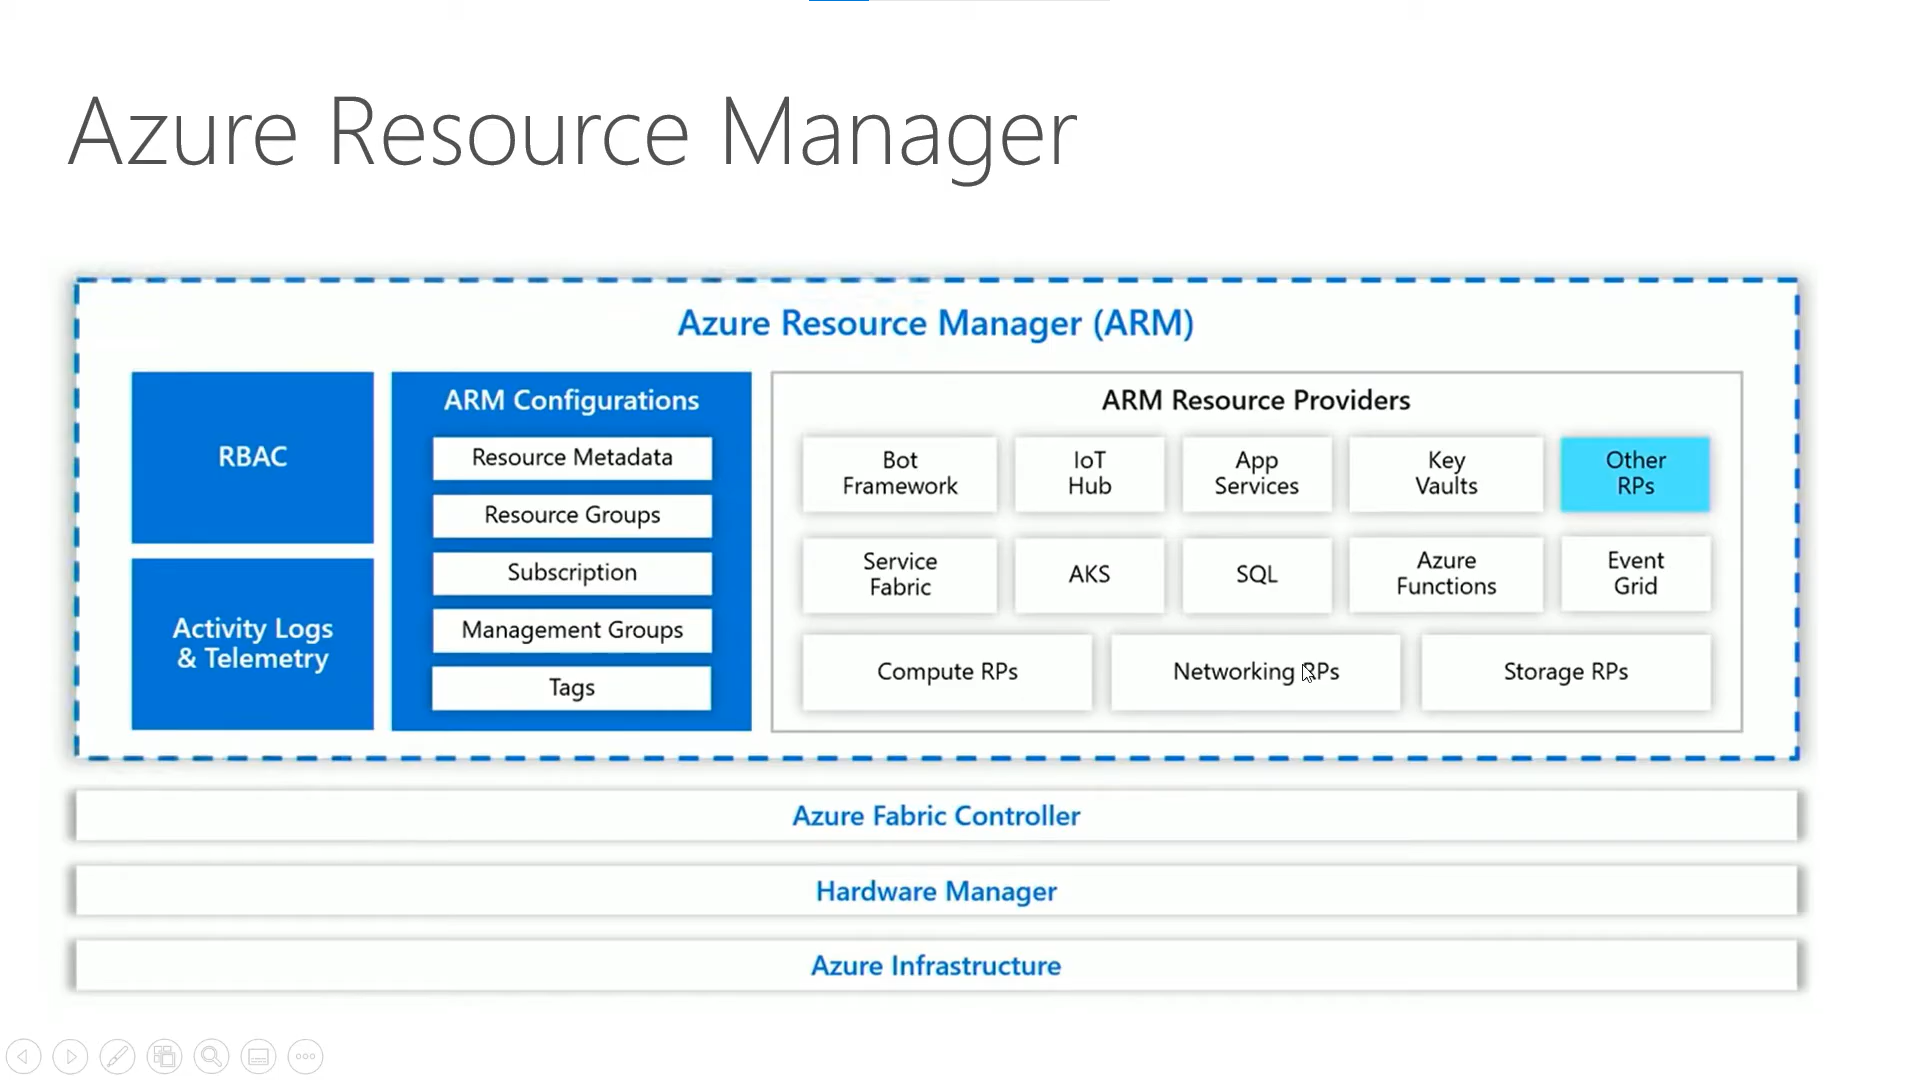 Azure Resource Manager
Azure Resource Manager (ARM)
RBAC
Activity Logs
& Telemetry
ARM Configurations
Resource Metadata
Resource Groups
Subscription
Management Groups
Tags
ARM Resource Providers
Bot
Framework
IoT
Hub
App
Services
Key
Vaults
Other
RPs
Service
Fabric
AKS
SQL
Azure
Functions
Event
Grid
Compute RPs
Networking RPs
Storage RPs
Azure Fabric Controller
Hardware Manager
Azure Infrastructure